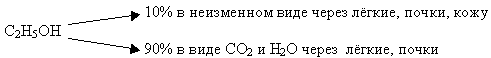 10% в неизменном виде через лёгкие, почки, кожу
C₂H₅OH
90% в виде CO₂ и H₂O через лёгкие, почки